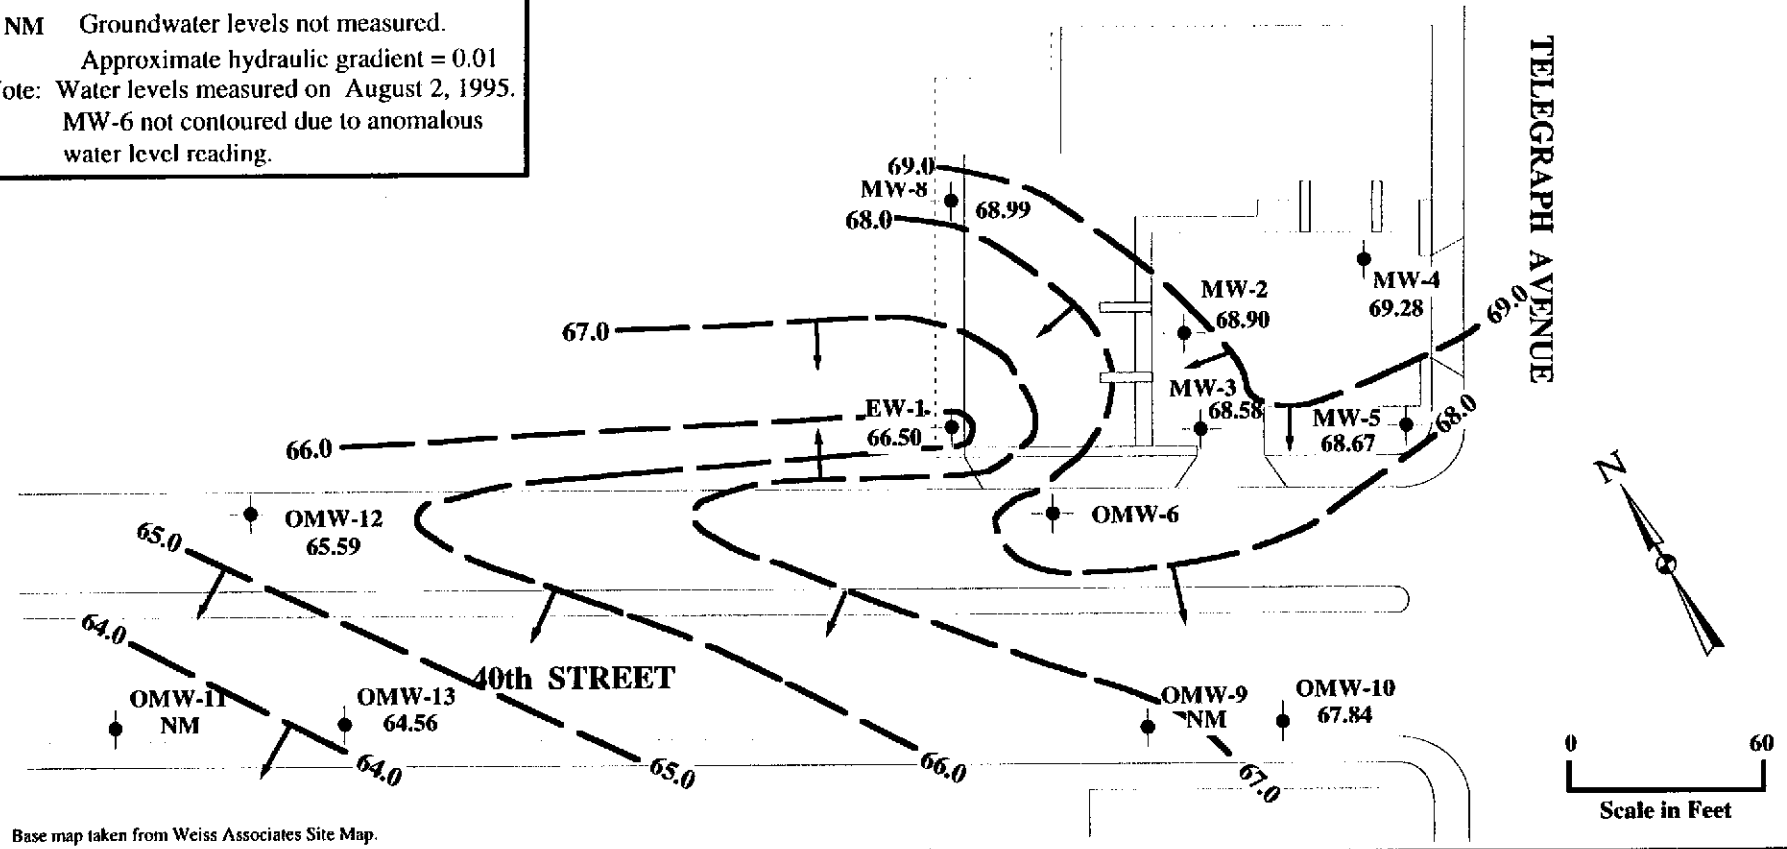 NM Groundwater levels not measured.
Approximate hydraulic gradient = 0.01
ote: Water levels measured on August 2, 1995.
MW-6 not contoured due to anomalous
water level reading.
TELEGRAPH AVENUE
69.0
MW-8
68.99
68.0
MW-4
69.28
MW-2
68.90
69.0
67.0
MW-3
68.58
EW-1
66.50
MW-5
68.67
68.0
66.0
N
OMW-12
65.59
OMW-6
65.0
64.0
40th STREET
OMW-11
NM
OMW-13
64.56
OMW-9
NM
OMW-10
67.84
64.0
65.0
66.0
67.0
0 60
Scale in Feet
Base map taken from Weiss Associates Site Map.